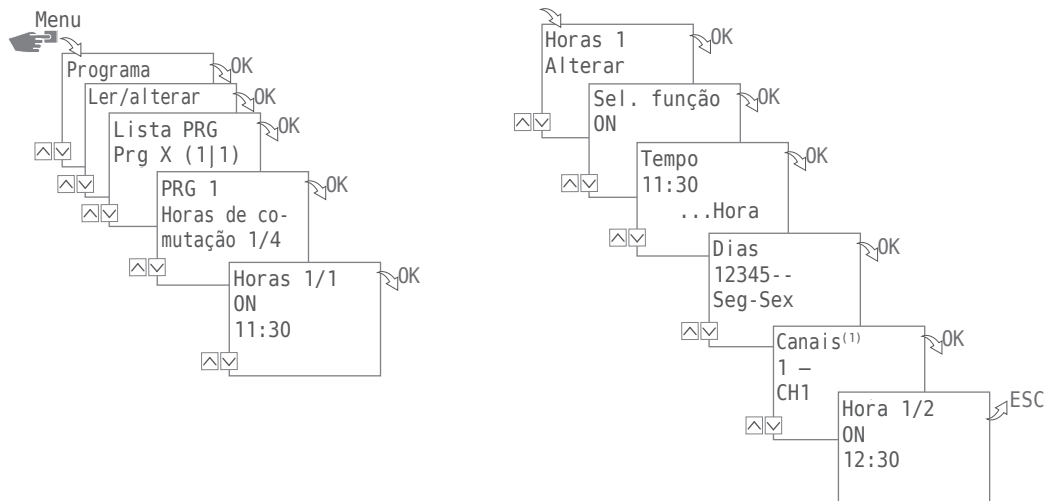 Menu
Programa
OK
Ler/alterar
OK
Lista PRG
Prg X (1|1)
OK
PRG 1
Horas de co-
mutação 1/4
OK
Horas 1/1
ON
11:30
OK
Horas 1
Alterar
OK
Sel. função
ON
OK
Tempo
11:30
...Hora
OK
Dias
12345--
Seg-Sex
OK
Canais(1)
1 —
CH1
OK
Hora 1/2
ON
12:30
ESC